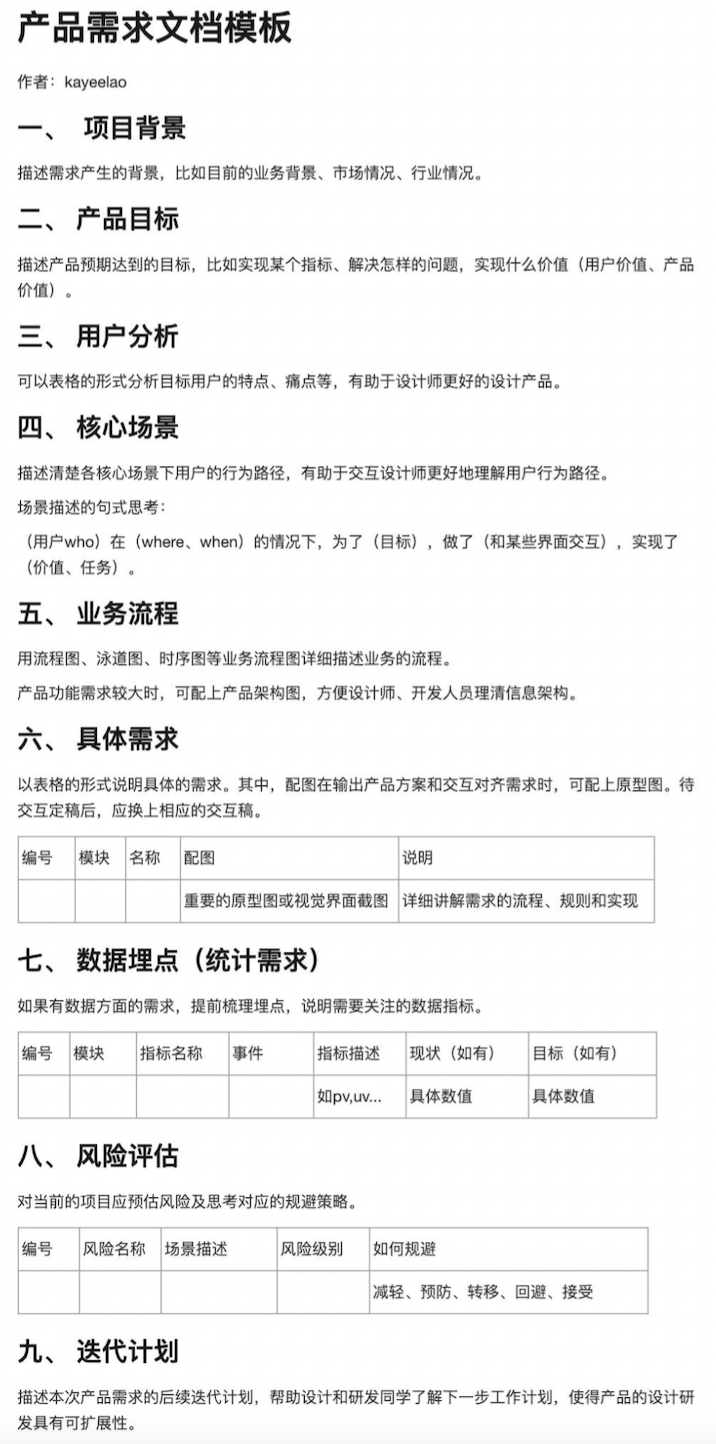 产品需求文档模板
作者：kayeelao
一、 项目背景
描述需求产生的背景，比如目前的业务背景、市场情况、行业情况。
二、 产品目标
描述产品预期达到的目标，比如实现某个指标、解决怎样的问题，实现什么价值（用户价值、产品
价值）。
三、 用户分析
可以表格的形式分析目标用户的特点、痛点等，有助于设计师更好的设计产品。
四、 核心场景
描述清楚各核心场景下用户的行为路径，有助于交互设计师更好地理解用户行为路径。
场景描述的句式思考：
（用户who）在（where、when）的情况下，为了（目标），做了（和某些界面交互），实现了
（价值、任务）。
五、 业务流程
用流程图、泳道图、时序图等业务流程图详细描述业务的流程。
产品功能需求较大时，可配上产品架构图，方便设计师、开发人员理清信息架构。
六、 具体需求
以表格的形式说明具体的需求。其中，配图在输出产品方案和交互对齐需求时，可配上原型图。待
交互定稿后，应换上相应的交互稿。
编号 模块 名称 配图 说明
重要的原型图或视觉界面截图 详细讲解需求的流程、规则和实现
七、 数据埋点（统计需求）
如果有数据方面的需求，提前梳理埋点，说明需要关注的数据指标。
编号 模块 指标名称 事件 指标描述 现状（如有） 目标（如有）
如pv,uv... 具体数值 具体数值
八、 风险评估
对当前的项目应预估风险及思考对应的规避策略。
编号 风险名称 场景描述 风险级别 如何规避
减轻、预防、转移、回避、接受
九、 迭代计划
描述本次产品需求的后续迭代计划，帮助设计和研发同学了解下一步工作计划，使得产品的设计研
发具有可扩展性。